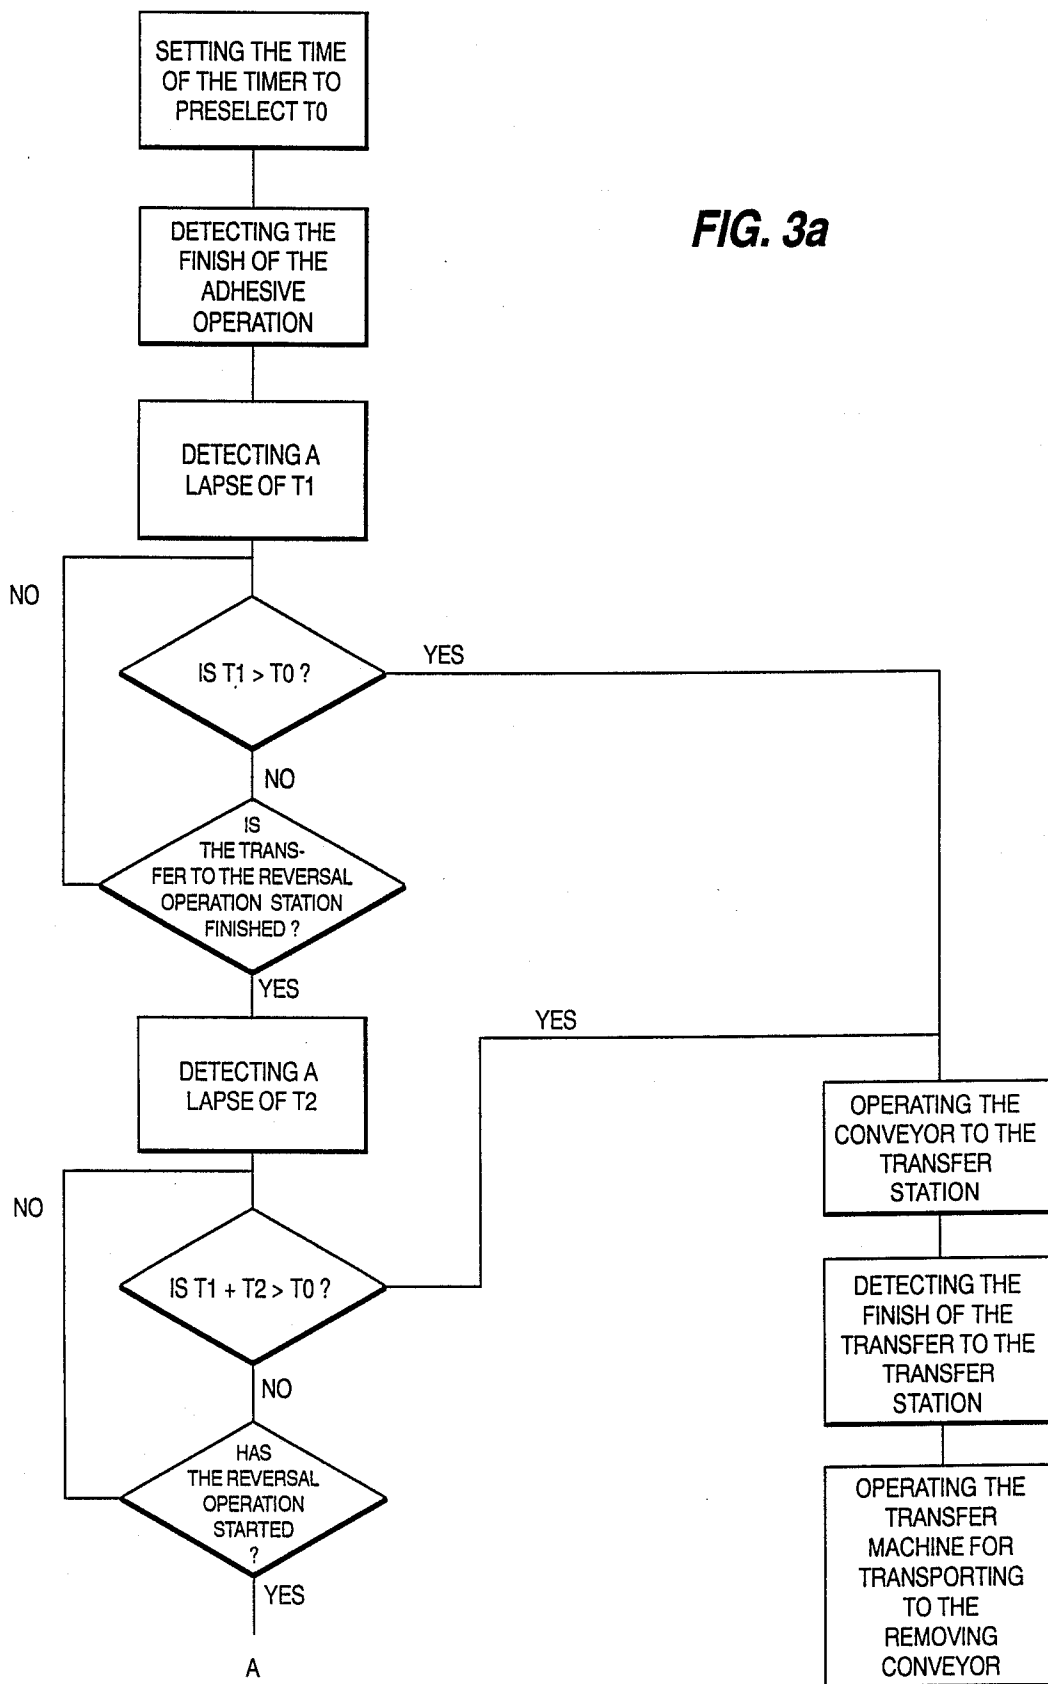 SETTING THE TIME
OF THE TIMER TO
PRESELECT T0
FIG. 3a
DETECTING THE
FINISH OF THE
ADHESIVE
OPERATION
DETECTING A
LAPSE OF T1
NO
IS T1 > T0 ?
YES
NO
IS
THE TRANS-
FER TO THE REVERSAL
OPERATION STATION
FINISHED ?
YES
DETECTING A
LAPSE OF T2
YES
NO
IS T1 + T2 > T0 ?
NO
HAS
THE REVERSAL
OPERATION
STARTED
?
YES
A
OPERATING THE
CONVEYOR TO THE
TRANSFER
STATION
DETECTING THE
FINISH OF THE
TRANSFER TO THE
TRANSFER
STATION
OPERATING THE
TRANSFER
MACHINE FOR
TRANSPORTING
TO THE
REMOVING
CONVEYOR